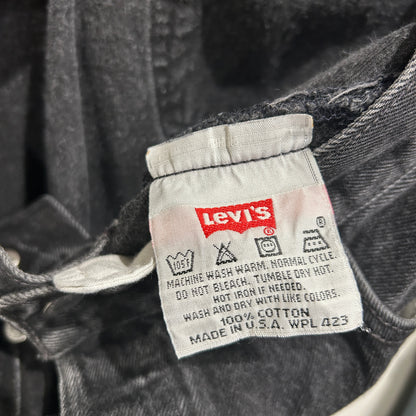 Levi's
®
105F
MACHINE WASH WARM. NORMAL CYCLE.
DO NOT BLEACH. TUMBLE DRY HOT.
HOT IRON IF NEEDED.
WASH AND DRY WITH LIKE COLORS.
100% COTTON
MADE IN U.S.A. WPL 423